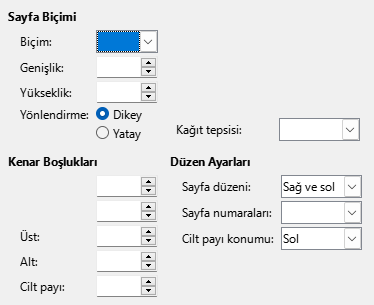 Sayfa Biçimi
Biçim:
Genişlik:
Yükseklik:
Yönlendirme: Dikey
Yatay
Kağıt tepsisi:
Kenar Boşlukları
Düzen Ayarları
Sayfa düzeni: Sağ ve sol
Sayfa numaraları:
Üst:
Cilt payı konumu: Sol
Alt:
Cilt payı: